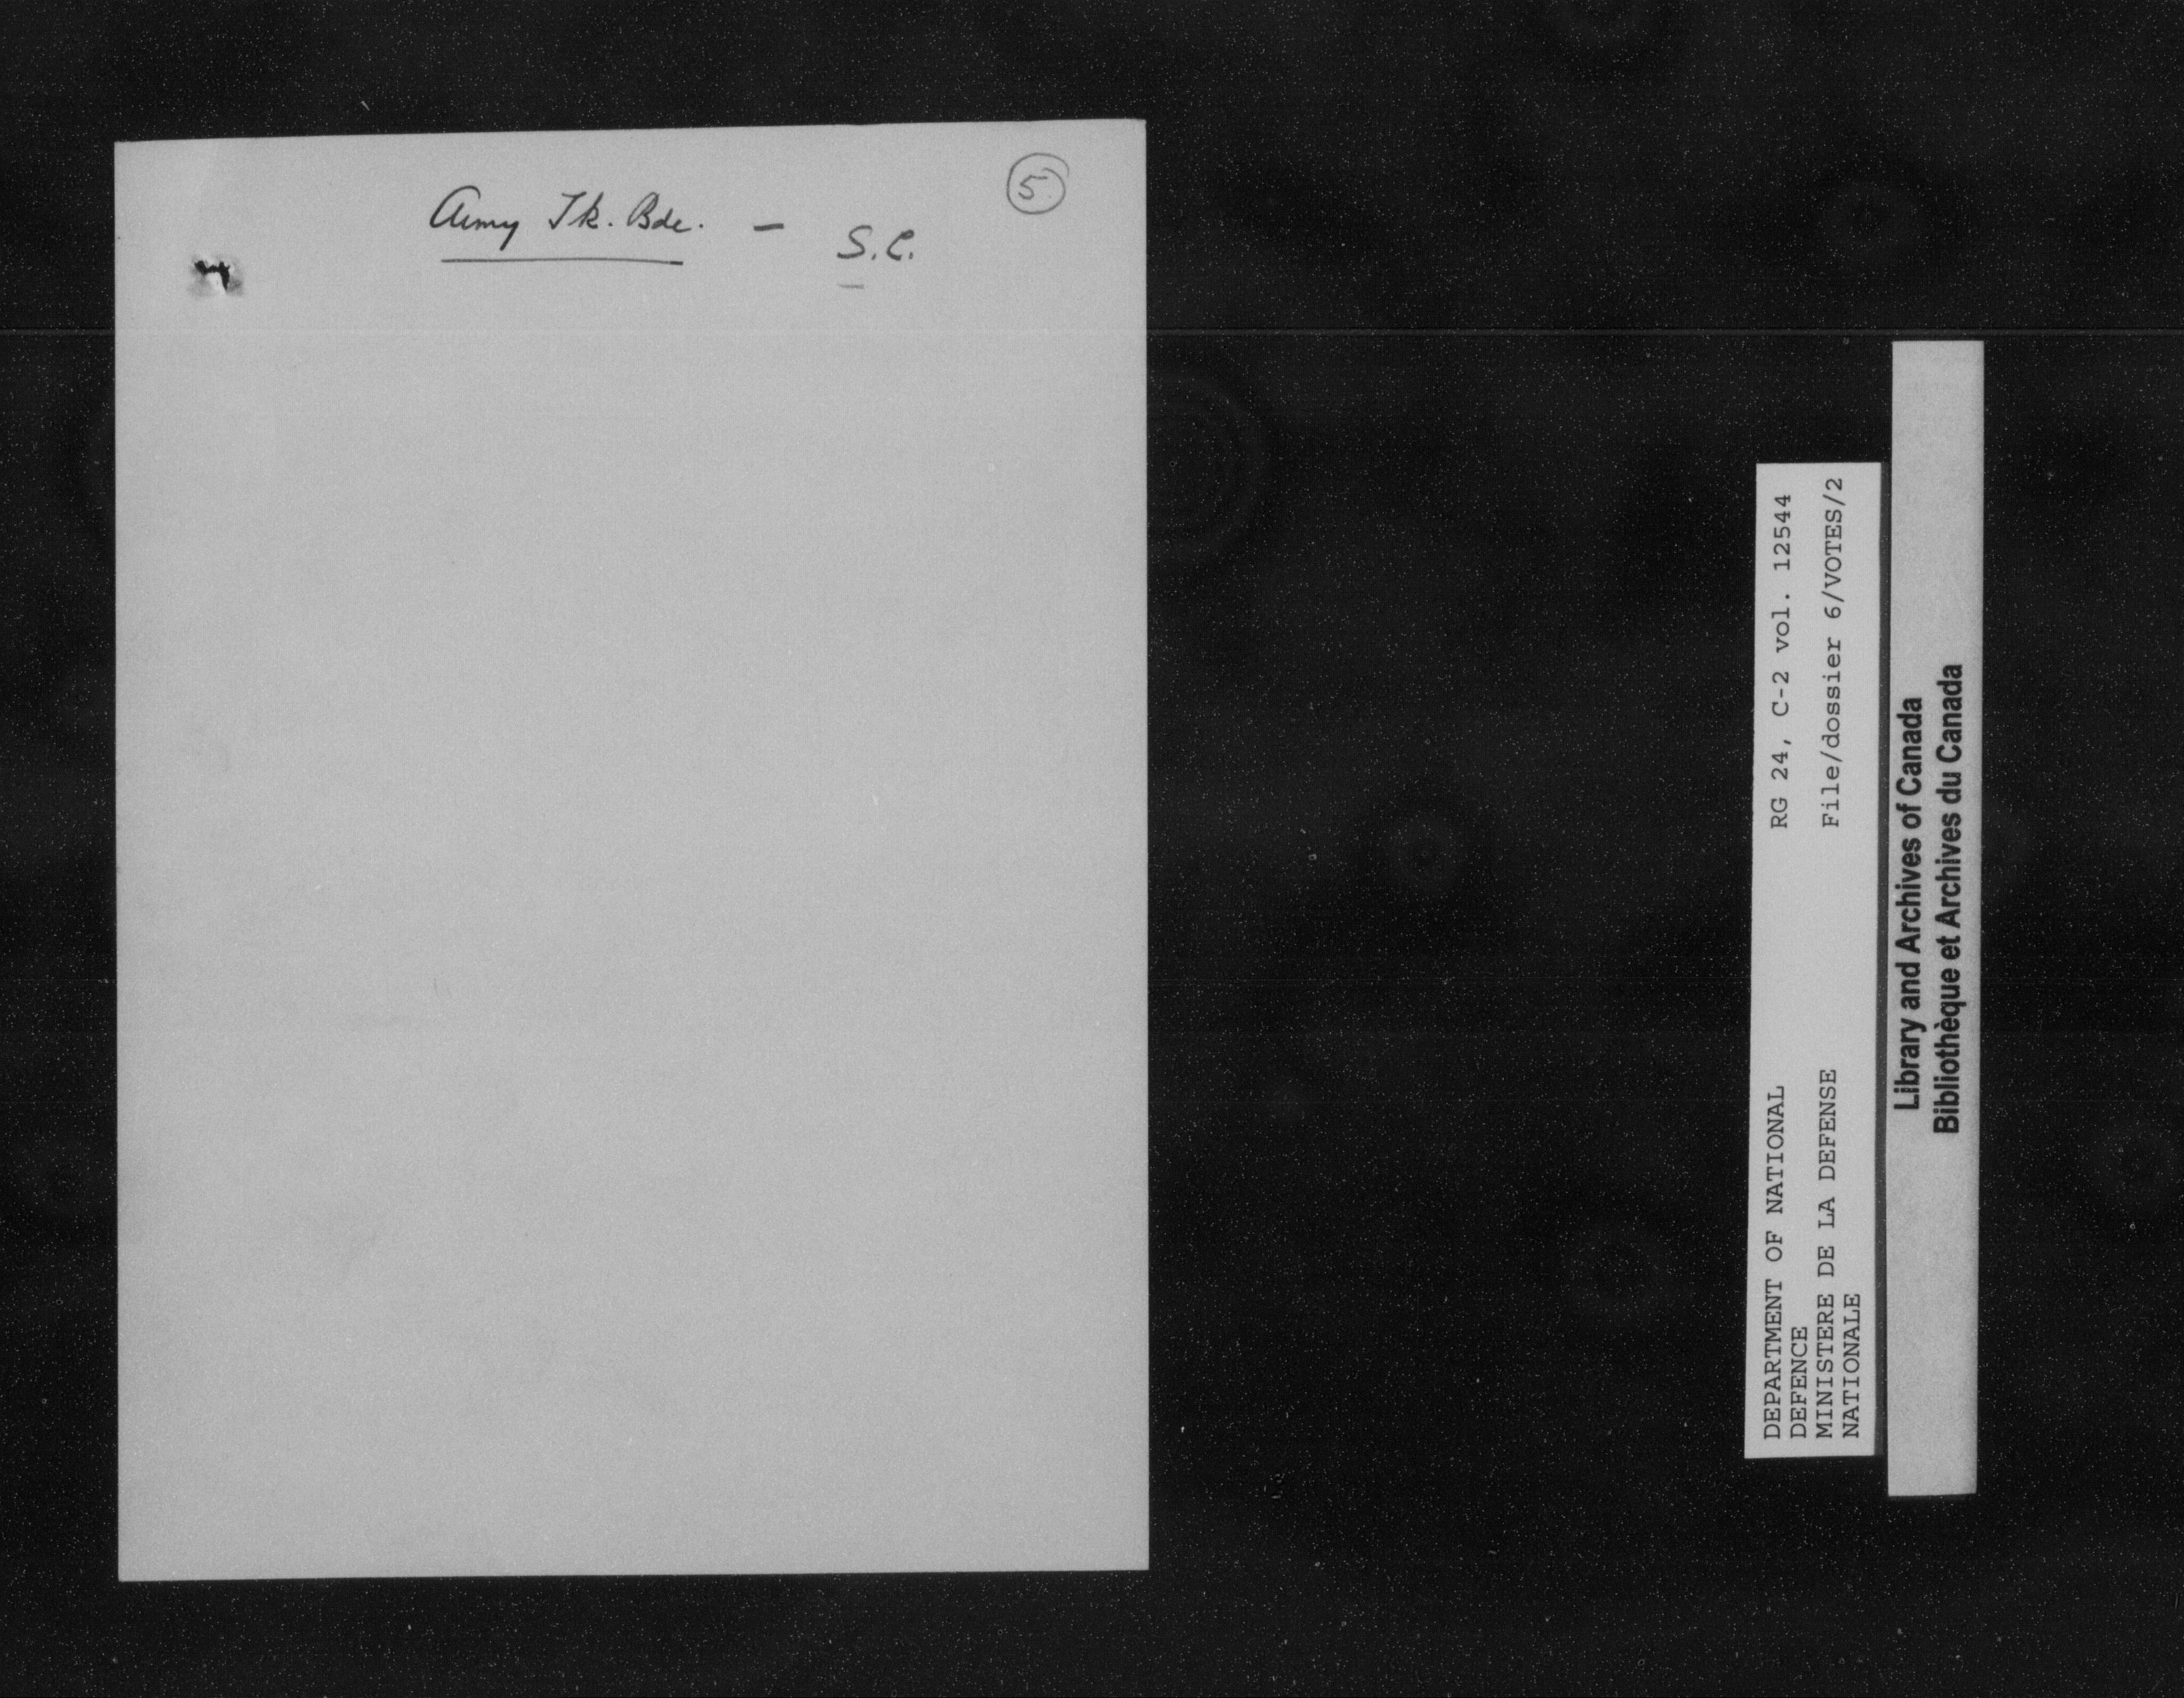 5
Army Tk. Bde. - S.C.
DEPARTMENT OF NATIONAL
DEFENCE
MINISTERE DE LA DEFENSE
NATIONALE
RG 24, C-2 vol. 12544
File/dossier 6/VOTES/2
Library and Archives of Canada
Bibliothèque et Archives du Canada